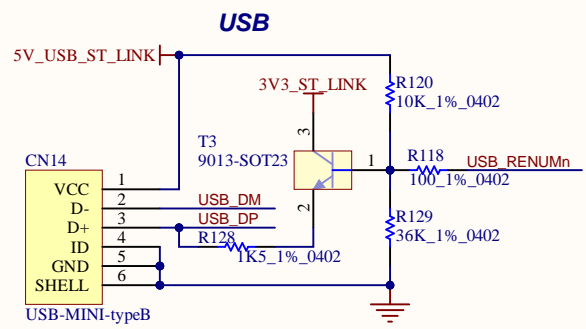 USB
5V_USB_ST_LINK
3V3_ST_LINK
R120
10K_1%_0402
T3
9013-SOT23
3
1
2
R118
100_1%_0402
USB_RENUMn
CN14
VCC 1
D- 2
D+ 3
ID 4
GND 5
SHELL 6
USB_DM
USB_DP
R128
1K5_1%_0402
R129
36K_1%_0402
USB-MINI-typeB